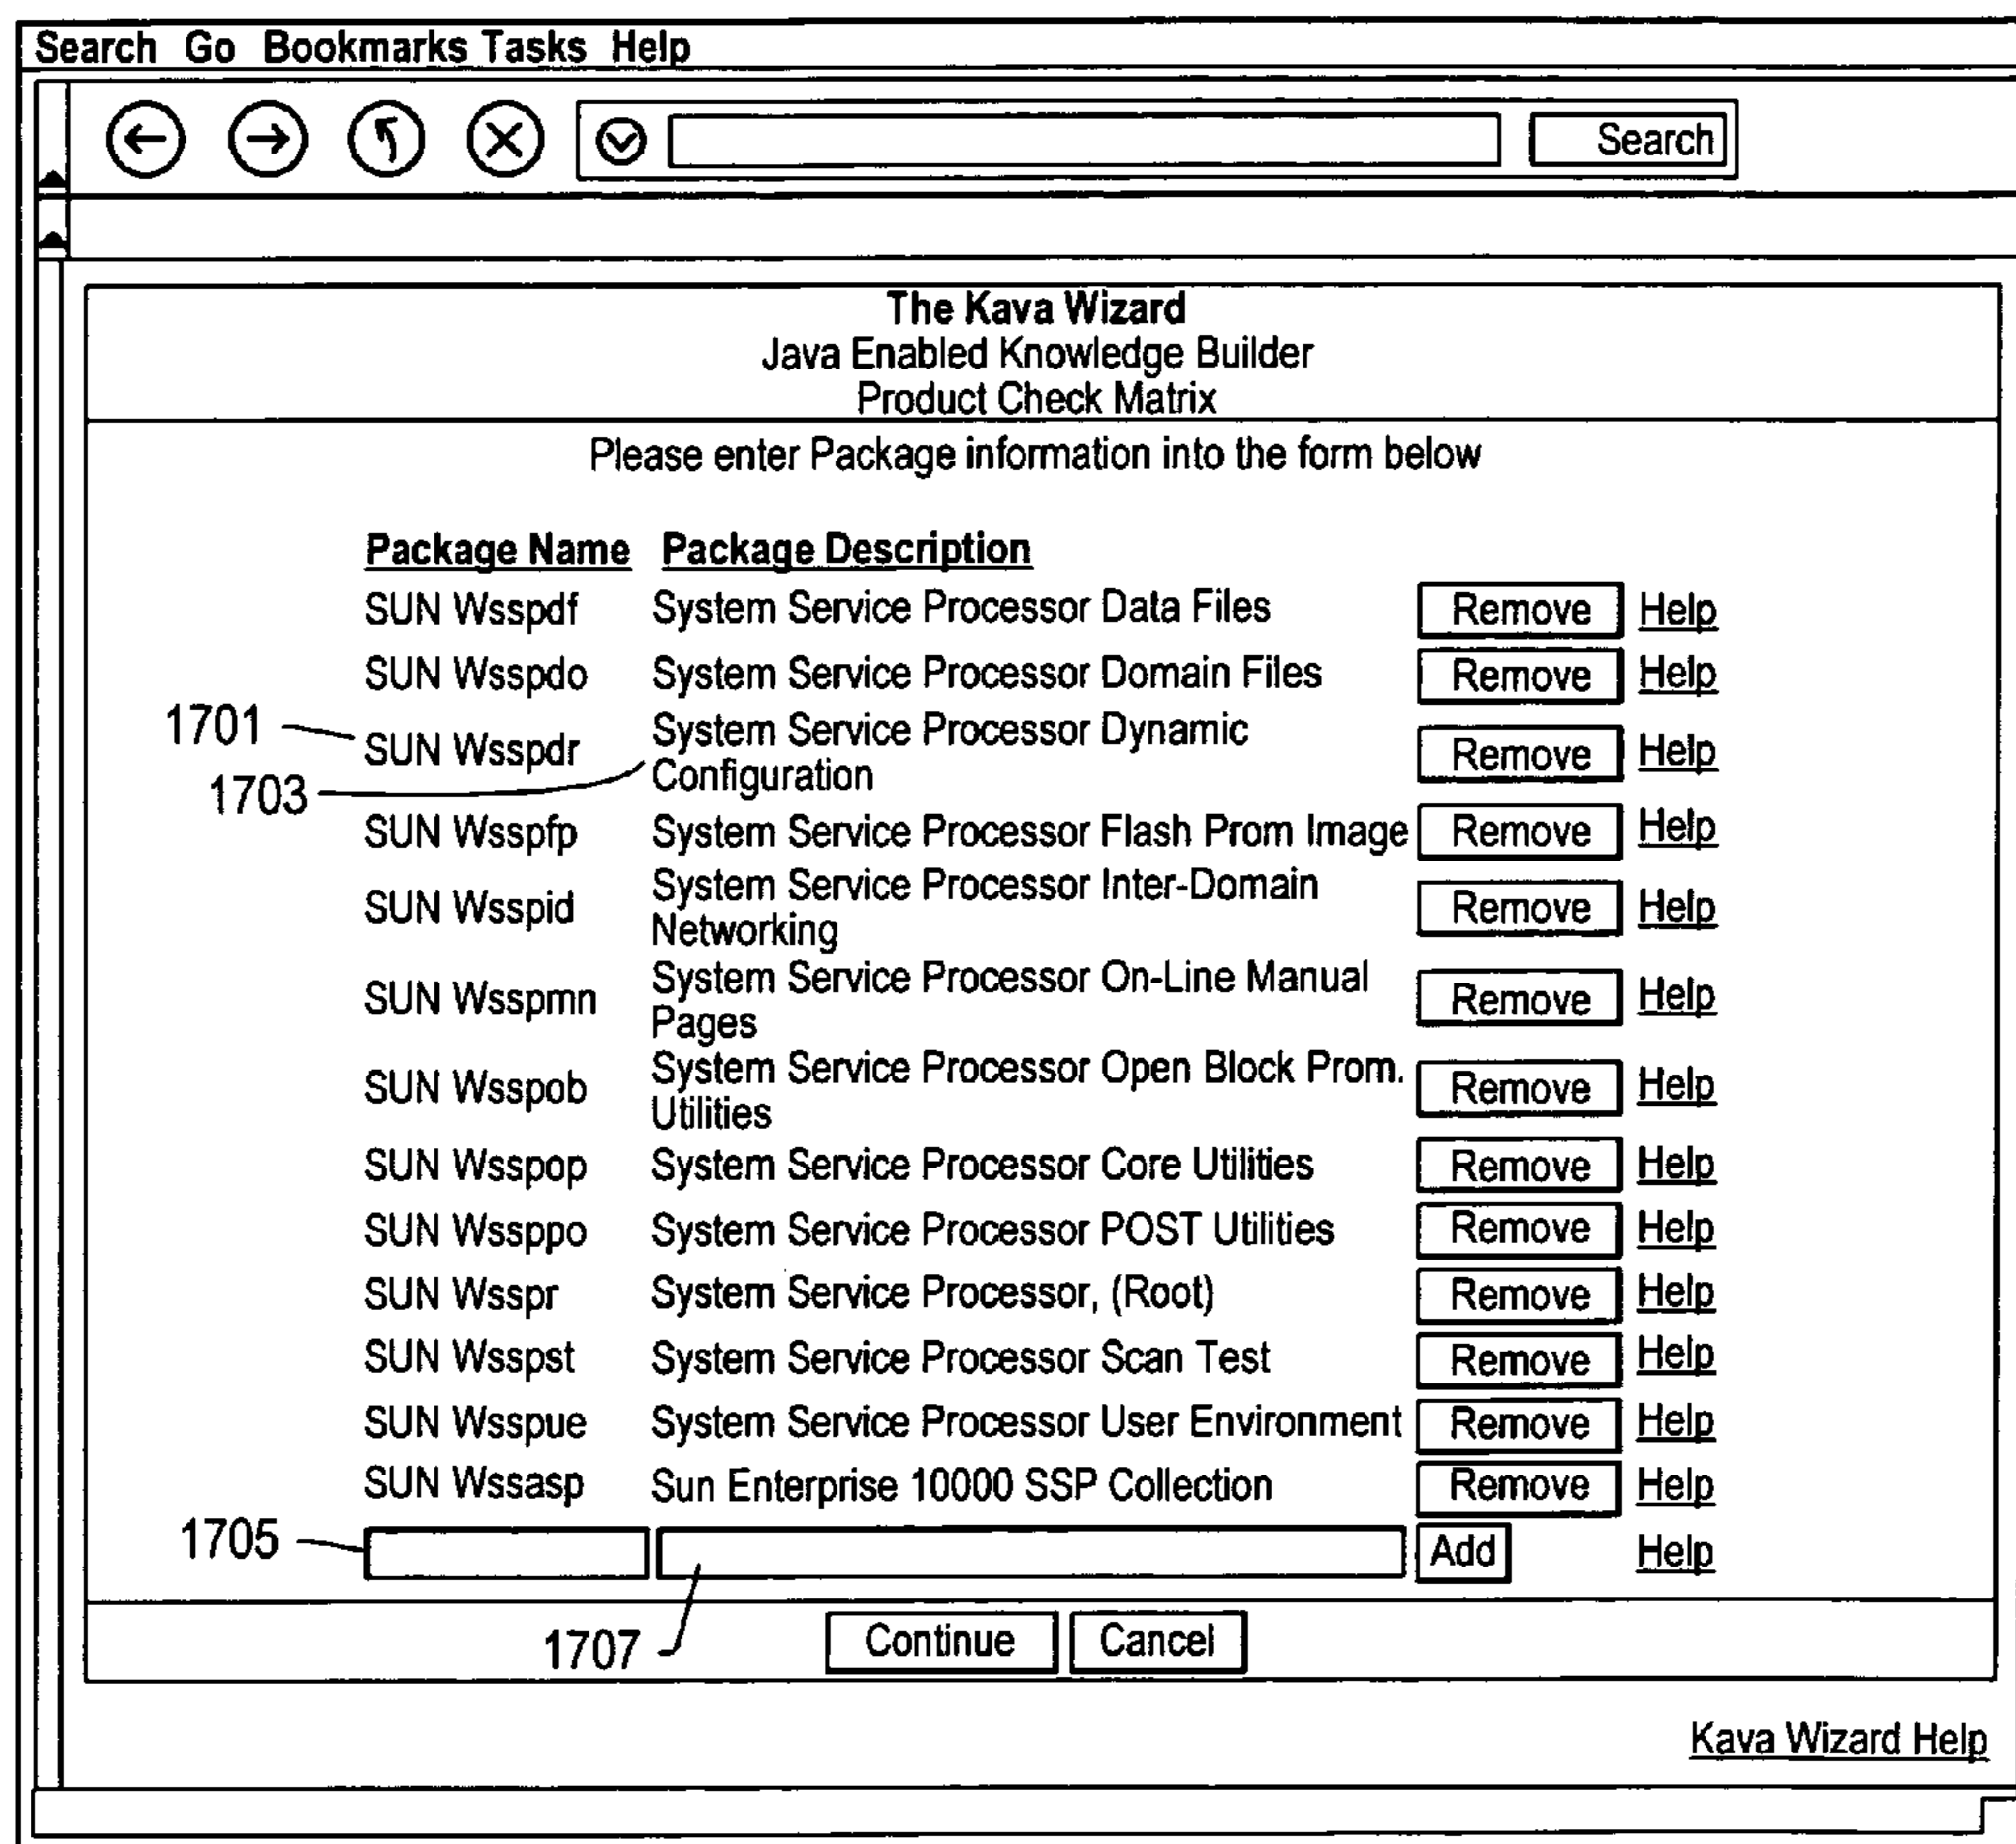 Search Go Bookmarks Tasks Help
Search
The Kava Wizard
Java Enabled Knowledge Builder
Product Check Matrix
Please enter Package information into the form below
Package Name Package Description
SUN Wsspdf System Service Processor Data Files Remove Help
SUN Wsspdo System Service Processor Domain Files Remove Help
1701 SUN Wsspdr System Service Processor Dynamic Remove Help
1703 Configuration
SUN Wsspfp System Service Processor Flash Prom Image Remove Help
SUN Wsspid System Service Processor Inter-Domain Remove Help
Networking
SUN Wsspmn System Service Processor On-Line Manual Remove Help
Pages
SUN Wsspob System Service Processor Open Block Prom. Remove Help
Utilities
SUN Wsspop System Service Processor Core Utilities Remove Help
SUN Wssppo System Service Processor POST Utilities Remove Help
SUN Wsspr System Service Processor, (Root) Remove Help
SUN Wsspst System Service Processor Scan Test Remove Help
SUN Wsspue System Service Processor User Environment Remove Help
SUN Wssasp Sun Enterprise 10000 SSP Collection Remove Help
1705 Add Help
1707 Continue Cancel
Kava Wizard Help